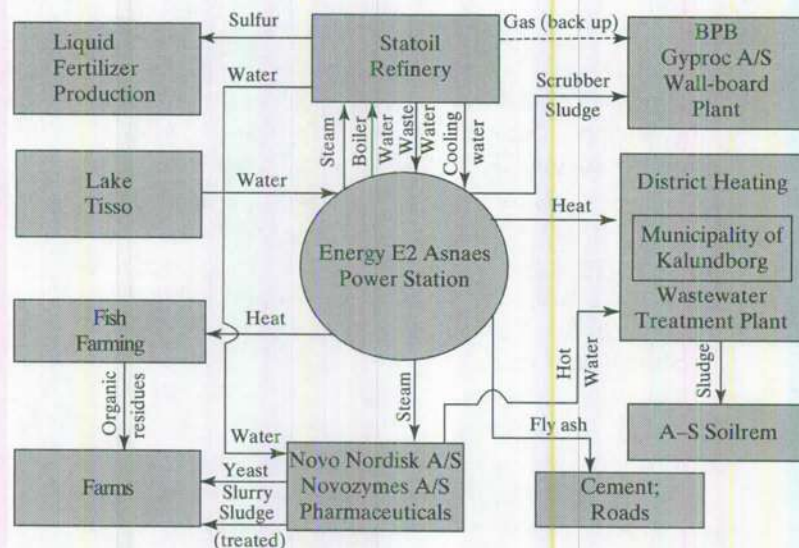 Sulfur
Gas (back up)
Liquid
Fertilizer
Production
Statoil
Refinery
BPB
Gyproc A/S
Wall-board
Plant
Water
Scrubber
Sludge
Steam
Boiler
Water
Waste
Water
Cooling
water
Lake
Tisso
Water
District Heating
Heat
Municipality of
Kalundborg
Energy E2 Asnaes
Power Station
Wastewater
Treatment Plant
Fish
Farming
Heat
Hot
Water
Sludge
Organic
residues
Steam
A–S Soilrem
Fly ash
Water
Farms
Yeast
Slurry
Sludge
(treated)
Novo Nordisk A/S
Novozymes A/S
Pharmaceuticals
Cement;
Roads